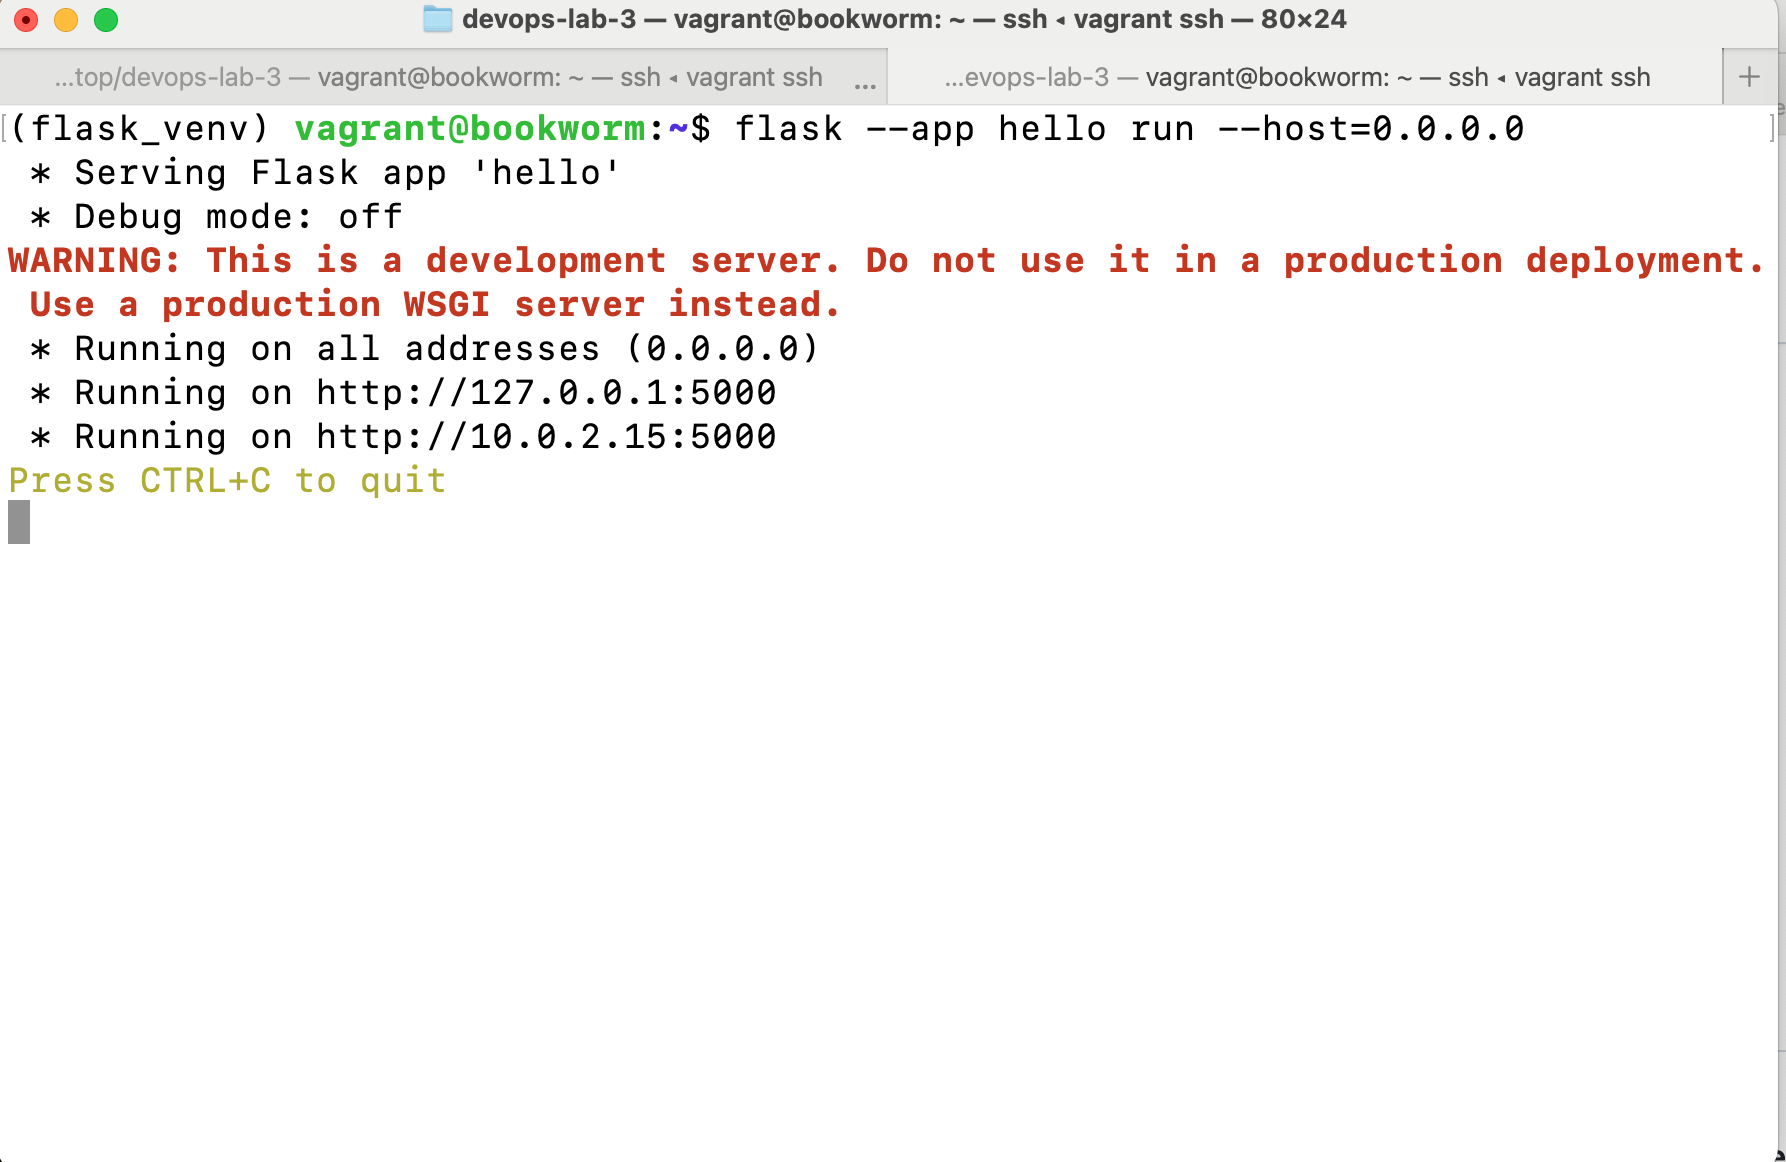 devops-lab-3 — vagrant@bookworm: ~ — ssh ◂ vagrant ssh — 80×24
...top/devops-lab-3 — vagrant@bookworm: ~ — ssh ◂ vagrant ssh ...
...evops-lab-3 — vagrant@bookworm: ~ — ssh ◂ vagrant ssh +
[(flask_venv) vagrant@bookworm:~$ flask --app hello run --host=0.0.0.0 ]
 * Serving Flask app 'hello'
 * Debug mode: off
WARNING: This is a development server. Do not use it in a production deployment.
 Use a production WSGI server instead.
 * Running on all addresses (0.0.0.0)
 * Running on http://127.0.0.1:5000
 * Running on http://10.0.2.15:5000
Press CTRL+C to quit